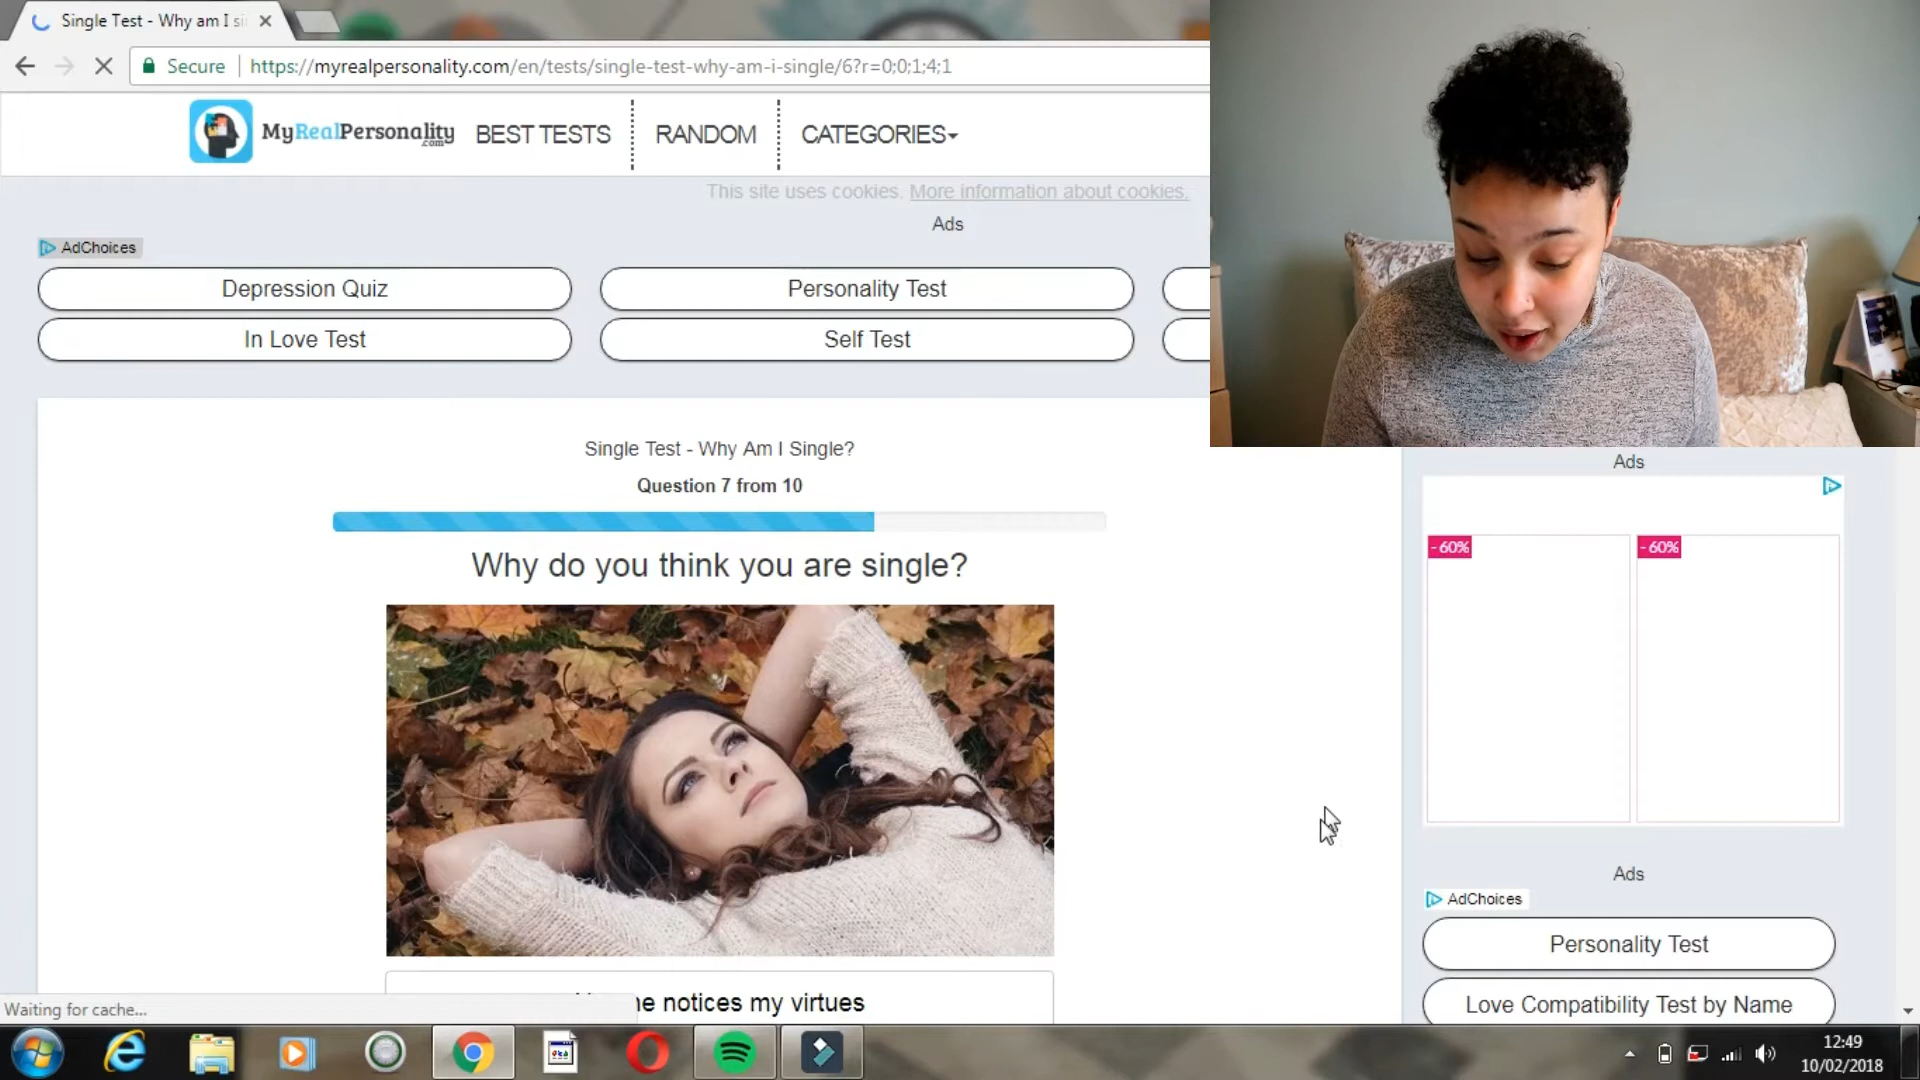 Single Test - Why am I si
Secure
https://myrealpersonality.com/en/tests/single-test-why-am-i-single/6?r=0;0;1;4;1
MyRealPersonality
.com
BEST TESTS
RANDOM
CATEGORIES
This site uses cookies. More information about cookies.
Ads
AdChoices
Depression Quiz
Personality Test
In Love Test
Self Test
Single Test - Why Am I Single?
Question 7 from 10
Why do you think you are single?
notices my virtues
Ads
-60%
-60%
Ads
AdChoices
Personality Test
Love Compatibility Test by Name
Waiting for cache...
12:49
10/02/2018